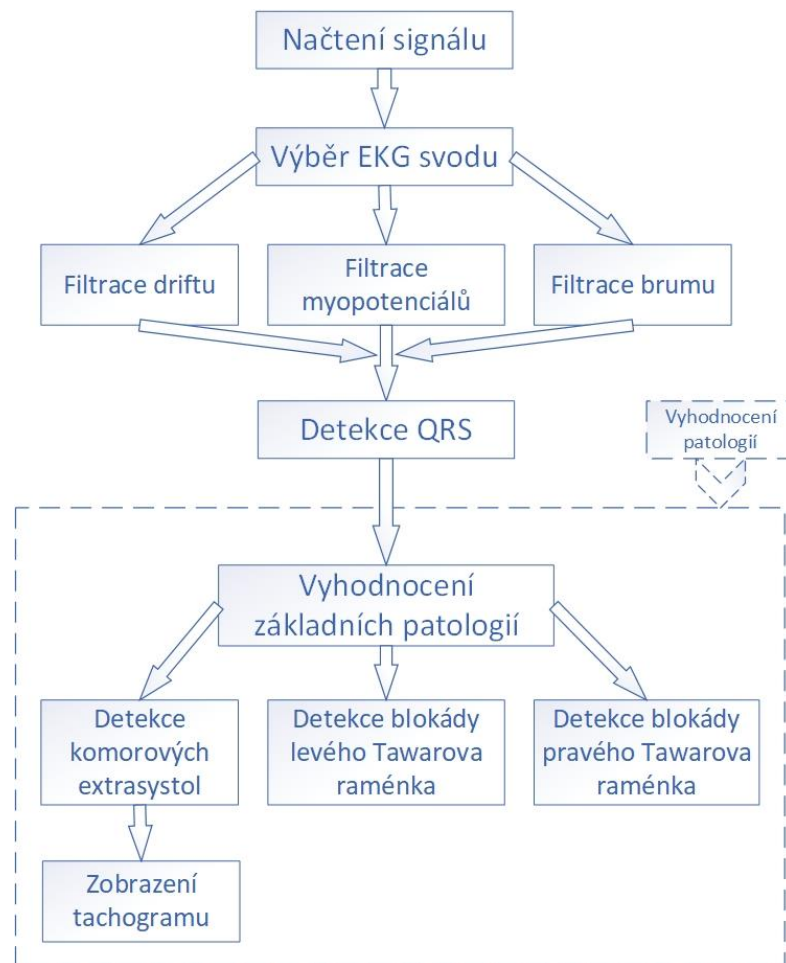 Načtení signálu
Výběr EKG svodu
Filtrace driftu
Filtrace
myopotenciálů
Filtrace brumu
Detekce QRS
Vyhodnocení
patologií
Vyhodnocení
základních patologií
Detekce
komorových
extrasystol
Detekce blokády
levého Tawarova
raménka
Detekce blokády
pravého Tawarova
raménka
Zobrazení
tachogramu